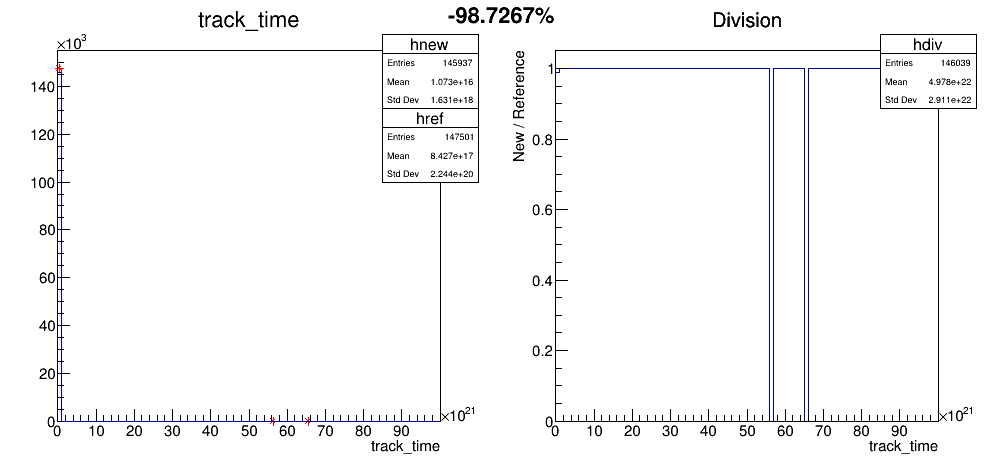 track_time
-98.7267%
Division
×10³
hnew
Entries 145937
Mean 1.073e+16
Std Dev 1.631e+18
href
Entries 147501
Mean 8.427e+17
Std Dev 2.244e+20
140
120
100
80
60
40
20
0
0 10 20 30 40 50 60 70 80 90
×10²¹
track_time
hdiv
Entries 146039
Mean 4.978e+22
Std Dev 2.911e+22
New / Reference
1
0.8
0.6
0.4
0.2
0
0 10 20 30 40 50 60 70 80 90
×10²¹
track_time